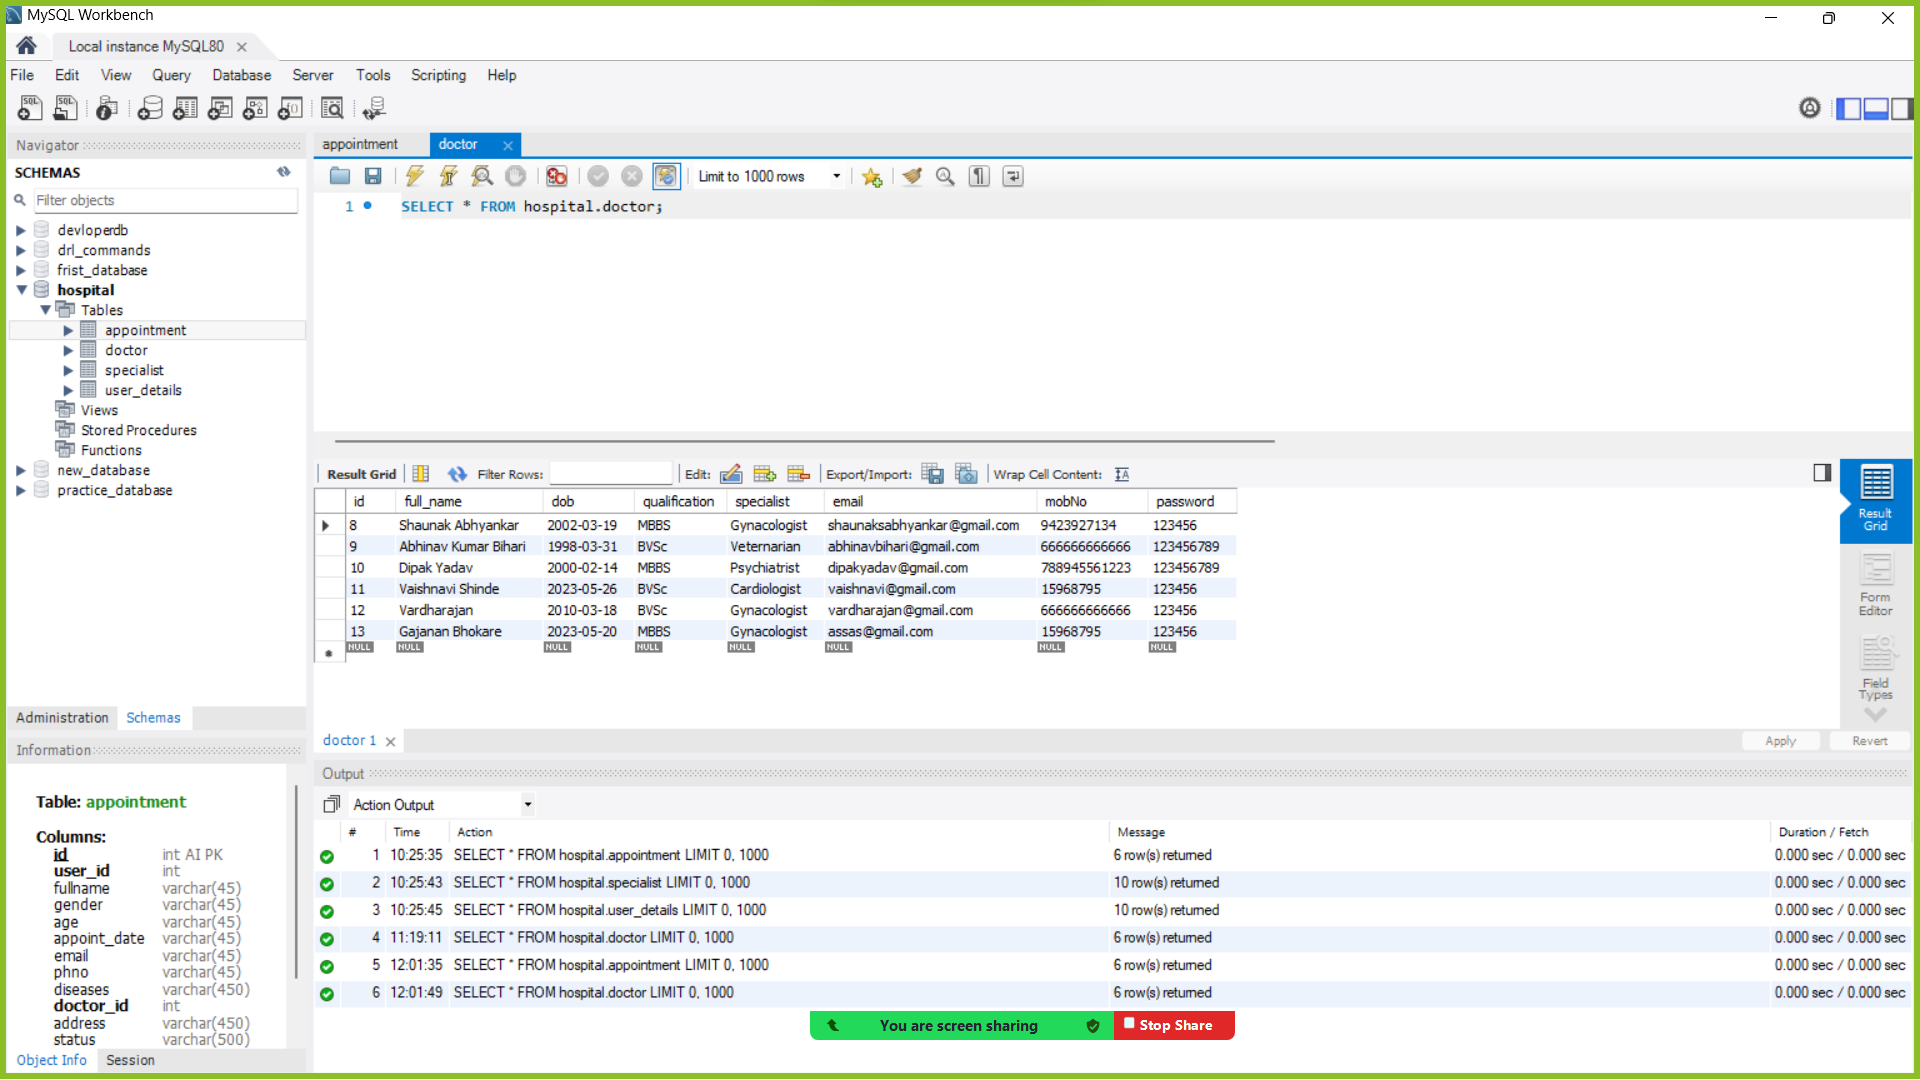 MySQL Workbench
Local instance MySQL80
File Edit View Query Database Server Tools Scripting Help
Navigator
SCHEMAS
Filter objects
devloperdb
drl_commands
frist_database
hospital
Tables
appointment
doctor
specialist
user_details
Views
Stored Procedures
Functions
new_database
practice_database
Administration Schemas
Information
Table: appointment
Columns:
id int AI PK
user_id int
fullname varchar(45)
gender varchar(45)
age varchar(45)
appoint_date varchar(45)
email varchar(45)
phno varchar(45)
diseases varchar(450)
doctor_id int
address varchar(450)
status varchar(500)
Object Info Session
appointment doctor
Limit to 1000 rows
1 SELECT * FROM hospital.doctor;
Result Grid Filter Rows: Edit: Export/Import: Wrap Cell Content:
id full_name dob qualification specialist email mobNo password
8 Shaunak Abhyankar 2002-03-19 MBBS Gynacologist shaunaksabhyankar@gmail.com 9423927134 123456
9 Abhinav Kumar Bihari 1998-03-31 BVSc Veternarian abhinavbihari@gmail.com 666666666666 123456789
10 Dipak Yadav 2000-02-14 MBBS Psychiatrist dipakyadav@gmail.com 788945561223 123456789
11 Vaishnavi Shinde 2023-05-26 BVSc Cardiologist vaishnavi@gmail.com 15968795 123456
12 Vardharajan 2010-03-18 BVSc Gynacologist vardharajan@gmail.com 666666666666 123456
13 Gajanan Bhokare 2023-05-20 MBBS Gynacologist assas@gmail.com 15968795 123456
NULL NULL NULL NULL NULL NULL NULL NULL
Result
Grid
Form
Editor
Field
Types
doctor 1
Apply Revert
Output
Action Output
# Time Action Message Duration / Fetch
1 10:25:35 SELECT * FROM hospital.appointment LIMIT 0, 1000 6 row(s) returned 0.000 sec / 0.000 sec
2 10:25:43 SELECT * FROM hospital.specialist LIMIT 0, 1000 10 row(s) returned 0.000 sec / 0.000 sec
3 10:25:45 SELECT * FROM hospital.user_details LIMIT 0, 1000 10 row(s) returned 0.000 sec / 0.000 sec
4 11:19:11 SELECT * FROM hospital.doctor LIMIT 0, 1000 6 row(s) returned 0.000 sec / 0.000 sec
5 12:01:35 SELECT * FROM hospital.appointment LIMIT 0, 1000 6 row(s) returned 0.000 sec / 0.000 sec
6 12:01:49 SELECT * FROM hospital.doctor LIMIT 0, 1000 6 row(s) returned 0.000 sec / 0.000 sec
You are screen sharing Stop Share